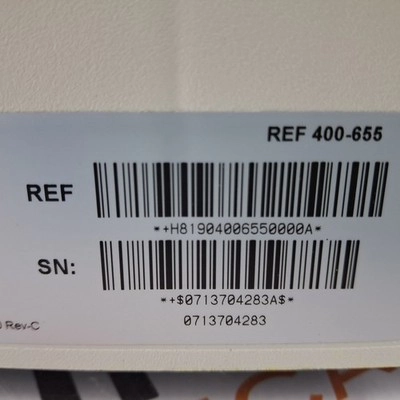 REF 400-655
REF
*+H81904006550000A*
SN:
*+$0713704283A$*
0713704283
Rev-C